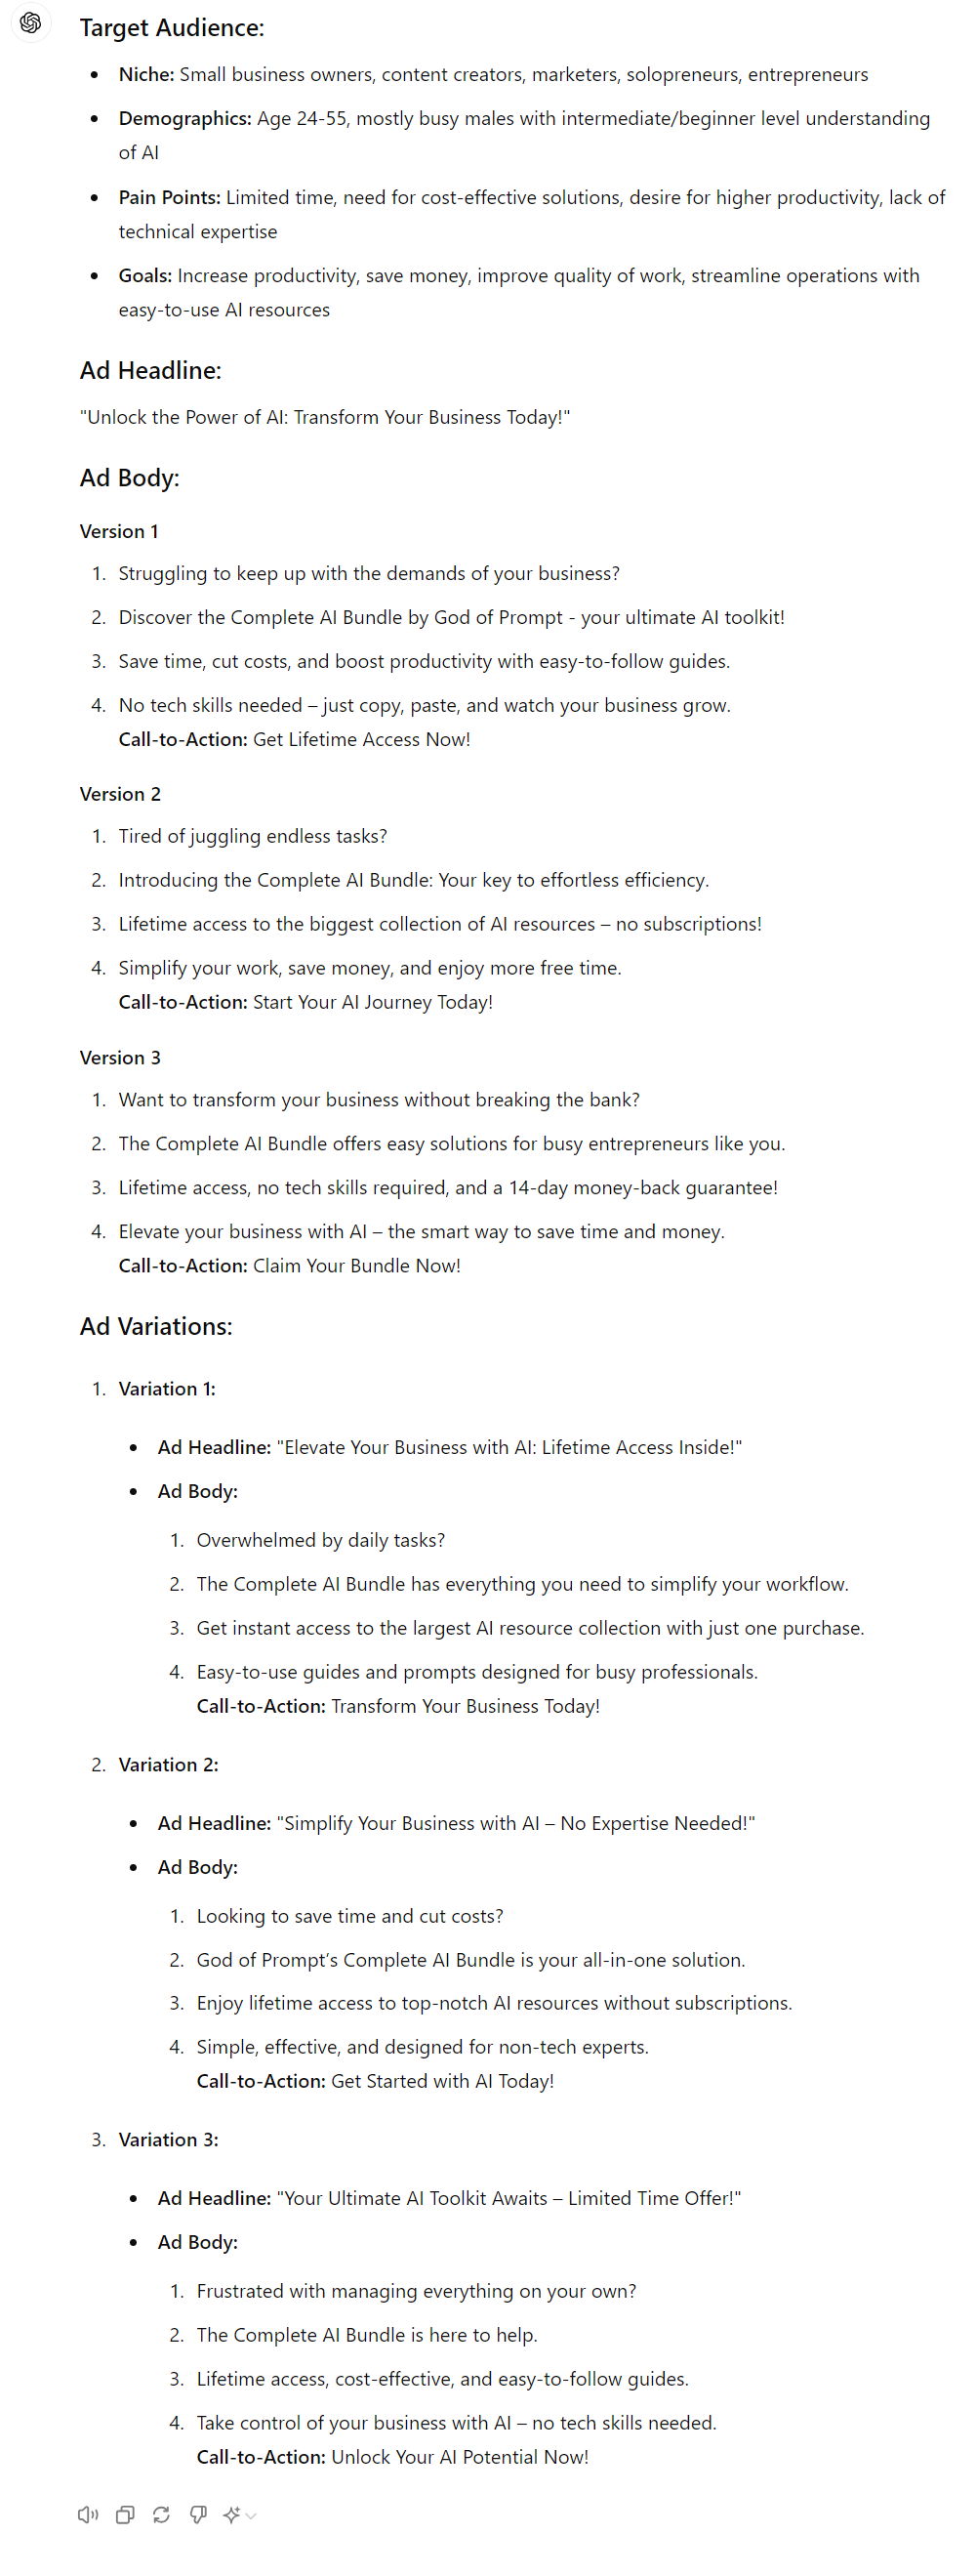 Target Audience:
• Niche: Small business owners, content creators, marketers, solopreneurs, entrepreneurs
• Demographics: Age 24-55, mostly busy males with intermediate/beginner level understanding
of AI
• Pain Points: Limited time, need for cost-effective solutions, desire for higher productivity, lack of
technical expertise
• Goals: Increase productivity, save money, improve quality of work, streamline operations with
easy-to-use AI resources
Ad Headline:
"Unlock the Power of AI: Transform Your Business Today!"
Ad Body:
Version 1
1. Struggling to keep up with the demands of your business?
2. Discover the Complete AI Bundle by God of Prompt - your ultimate AI toolkit!
3. Save time, cut costs, and boost productivity with easy-to-follow guides.
4. No tech skills needed – just copy, paste, and watch your business grow.
Call-to-Action: Get Lifetime Access Now!
Version 2
1. Tired of juggling endless tasks?
2. Introducing the Complete AI Bundle: Your key to effortless efficiency.
3. Lifetime access to the biggest collection of AI resources – no subscriptions!
4. Simplify your work, save money, and enjoy more free time.
Call-to-Action: Start Your AI Journey Today!
Version 3
1. Want to transform your business without breaking the bank?
2. The Complete AI Bundle offers easy solutions for busy entrepreneurs like you.
3. Lifetime access, no tech skills required, and a 14-day money-back guarantee!
4. Elevate your business with AI – the smart way to save time and money.
Call-to-Action: Claim Your Bundle Now!
Ad Variations:
1. Variation 1:
• Ad Headline: "Elevate Your Business with AI: Lifetime Access Inside!"
• Ad Body:
1. Overwhelmed by daily tasks?
2. The Complete AI Bundle has everything you need to simplify your workflow.
3. Get instant access to the largest AI resource collection with just one purchase.
4. Easy-to-use guides and prompts designed for busy professionals.
Call-to-Action: Transform Your Business Today!
2. Variation 2:
• Ad Headline: "Simplify Your Business with AI – No Expertise Needed!"
• Ad Body:
1. Looking to save time and cut costs?
2. God of Prompt’s Complete AI Bundle is your all-in-one solution.
3. Enjoy lifetime access to top-notch AI resources without subscriptions.
4. Simple, effective, and designed for non-tech experts.
Call-to-Action: Get Started with AI Today!
3. Variation 3:
• Ad Headline: "Your Ultimate AI Toolkit Awaits – Limited Time Offer!"
• Ad Body:
1. Frustrated with managing everything on your own?
2. The Complete AI Bundle is here to help.
3. Lifetime access, cost-effective, and easy-to-follow guides.
4. Take control of your business with AI – no tech skills needed.
Call-to-Action: Unlock Your AI Potential Now!